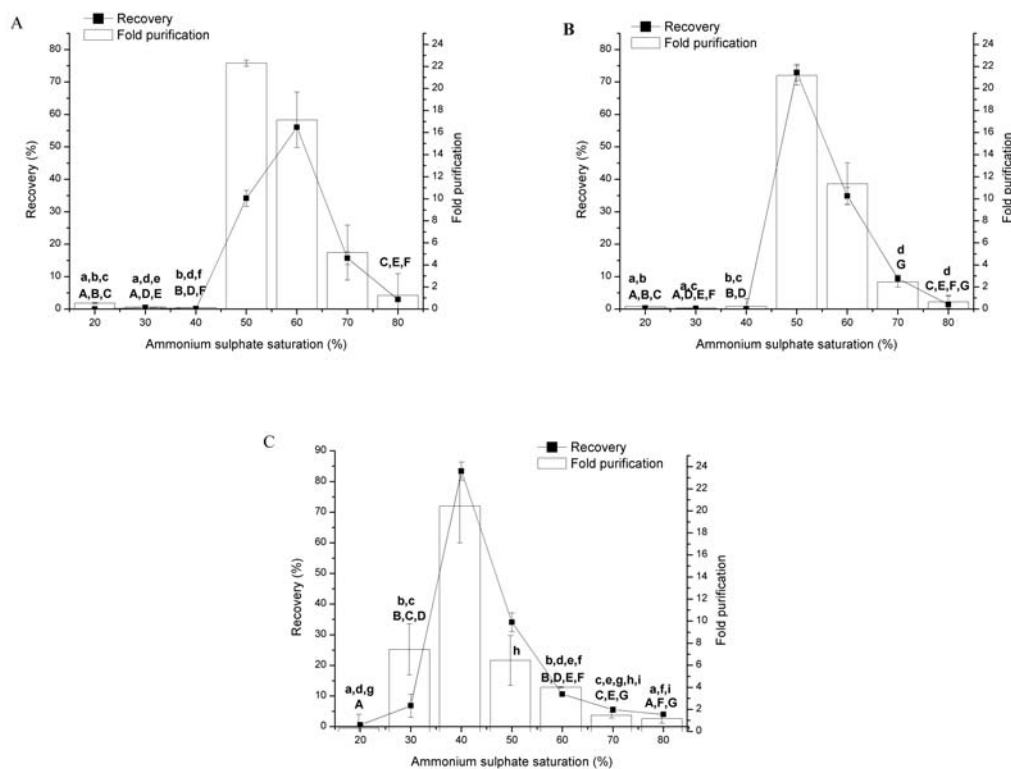 A
Recovery
Fold purification
80
70
60
50
40
30
20
10
0
Recovery (%)
24
22
20
18
16
14
12
10
8
6
4
2
0
Fold purification
a,b,c
A,B,C
a,d,e
A,D,E
b,d,f
B,D,F
C,E,F
20 30 40 50 60 70 80
Ammonium sulphate saturation (%)
B
Recovery
Fold purification
80
70
60
50
40
30
20
10
0
Recovery (%)
24
22
20
18
16
14
12
10
8
6
4
2
0
Fold purification
a,b
A,B,C
a,c
A,D,E,F
b,c
B,D
d
G
d
C,E,F,G
20 30 40 50 60 70 80
Ammonium sulphate saturation (%)
C
Recovery
Fold purification
90
80
70
60
50
40
30
20
10
0
Recovery (%)
24
22
20
18
16
14
12
10
8
6
4
2
0
Fold purification
a,d,g
A
b,c
B,C,D
h
b,d,e,f
B,D,E,F
c,e,g,h,i
C,E,G
a,f,i
A,F,G
20 30 40 50 60 70 80
Ammonium sulphate saturation (%)